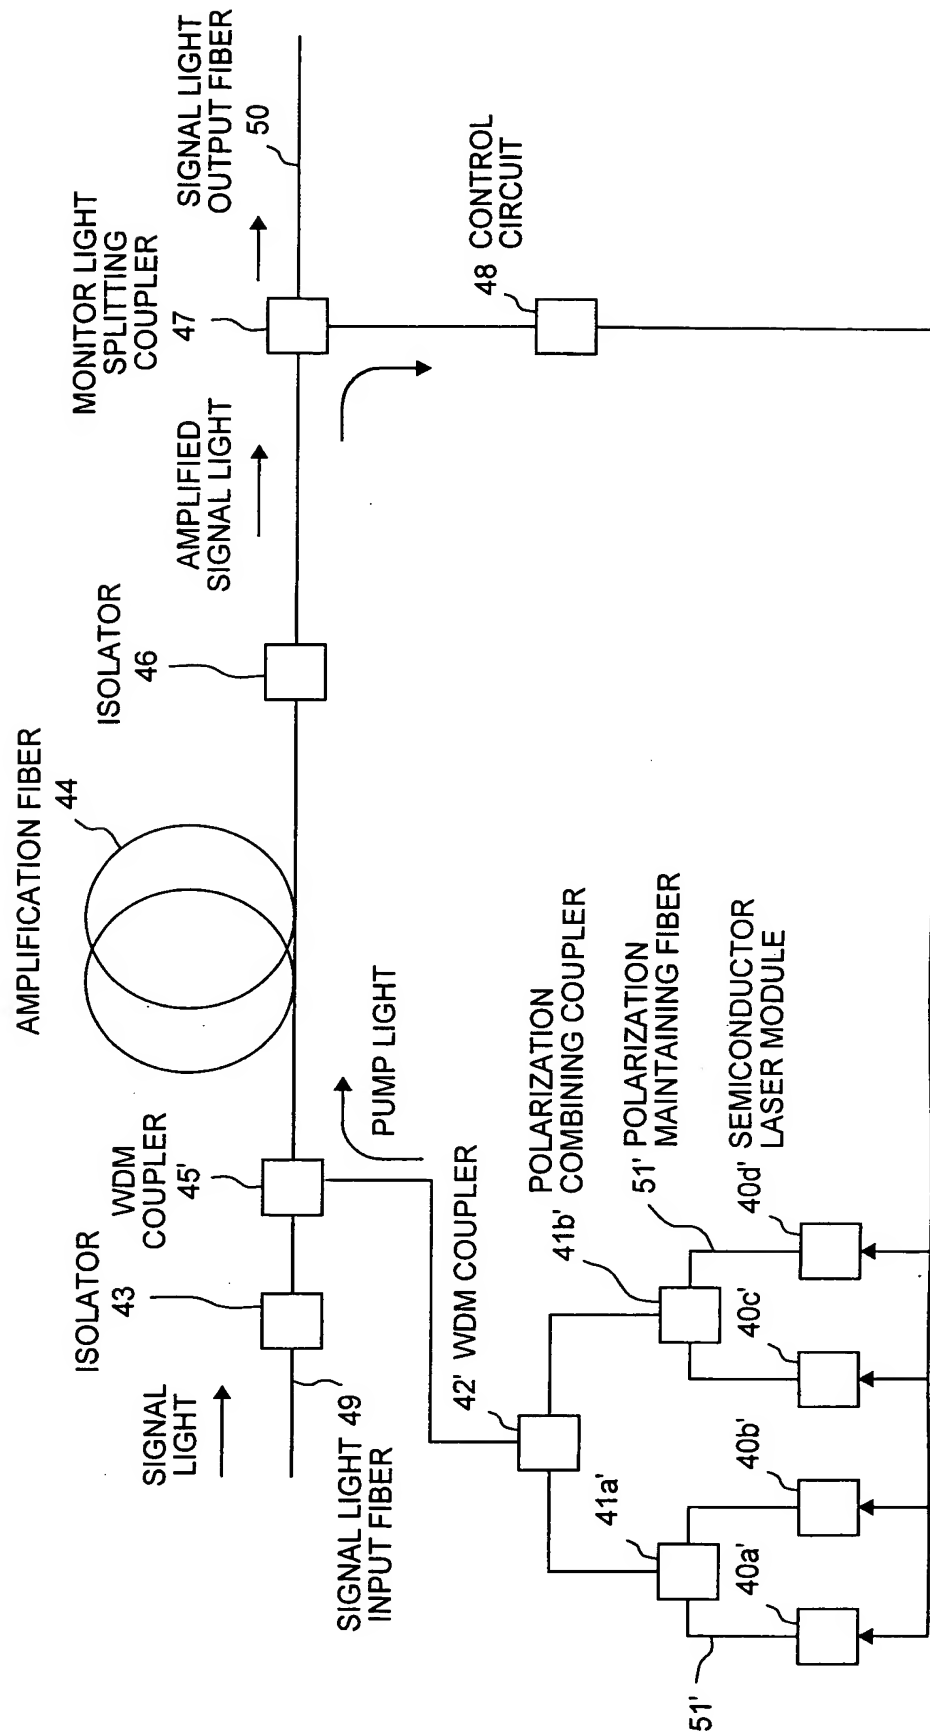 AMPLIFICATION FIBER
44
ISOLATOR
43
WDM
COUPLER
45'
ISOLATOR
46
MONITOR LIGHT
SPLITTING
COUPLER
47
SIGNAL LIGHT
OUTPUT FIBER
50
SIGNAL
LIGHT
AMPLIFIED
SIGNAL LIGHT
SIGNAL LIGHT 49
INPUT FIBER
PUMP LIGHT
48 CONTROL
CIRCUIT
42' WDM COUPLER
POLARIZATION
COMBINING COUPLER
41a'
41b'
51' POLARIZATION
MAINTAINING FIBER
51'
40a'
40b'
40c'
40d' SEMICONDUCTOR
LASER MODULE